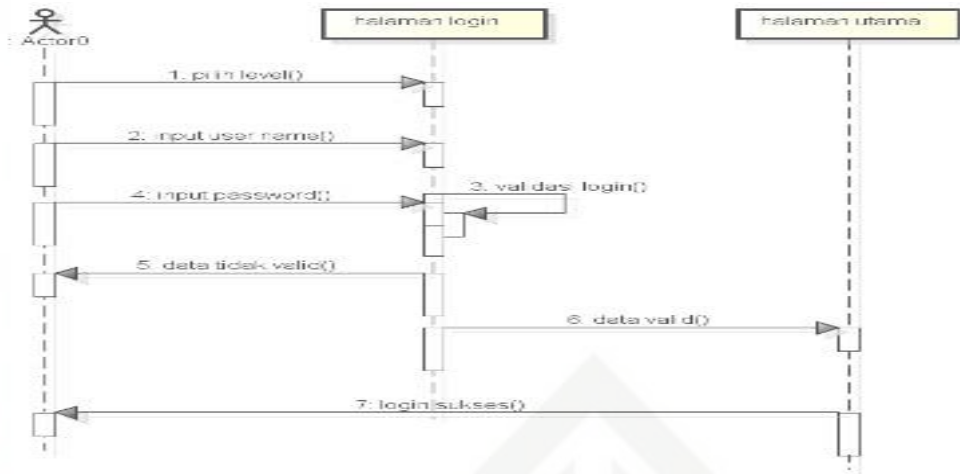 halaman login
halaman utama
: Actor0
1: pilih level()
2: input user name()
3: validasi login()
4: input password()
5: data tidak valid()
6: data valid()
7: login sukses()